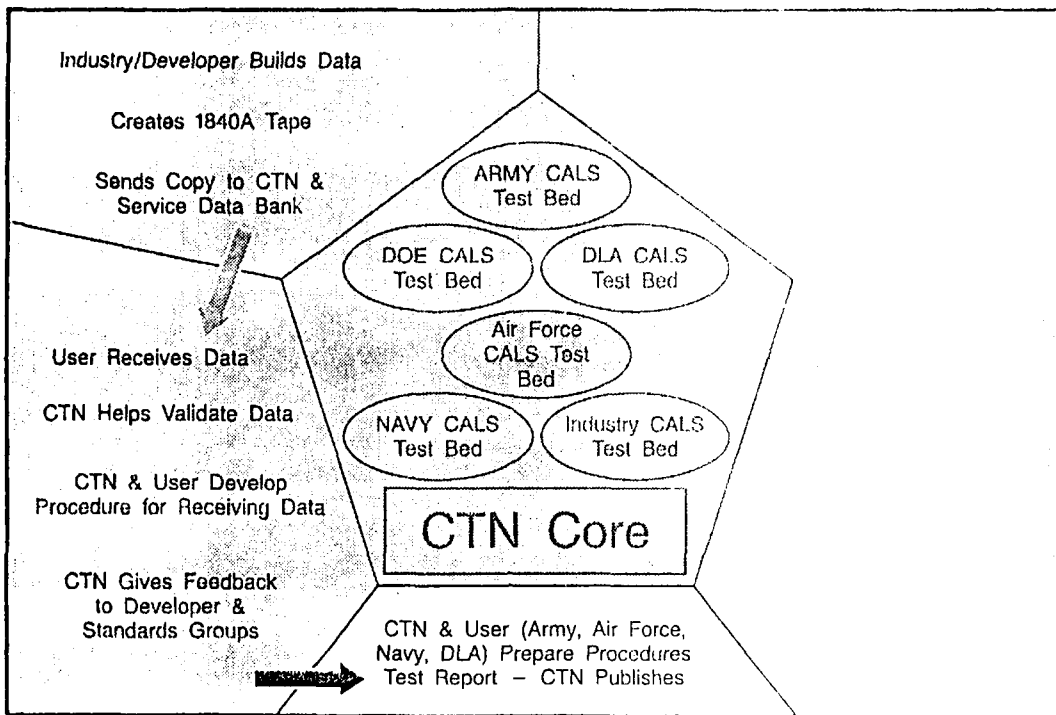 Industry/Developer Builds Data
Creates 1840A Tape
Sends Copy to CTN &
Service Data Bank
User Receives Data
CTN Helps Validate Data
CTN & User Develop
Procedure for Receiving Data
CTN Gives Feedback
to Developer &
Standards Groups
ARMY CALS
Test Bed
DOE CALS
Test Bed
DLA CALS
Test Bed
Air Force
CALS Test
Bed
NAVY CALS
Test Bed
Industry CALS
Test Bed
CTN Core
CTN & User (Army, Air Force,
Navy, DLA) Prepare Procedures
Test Report – CTN Publishes